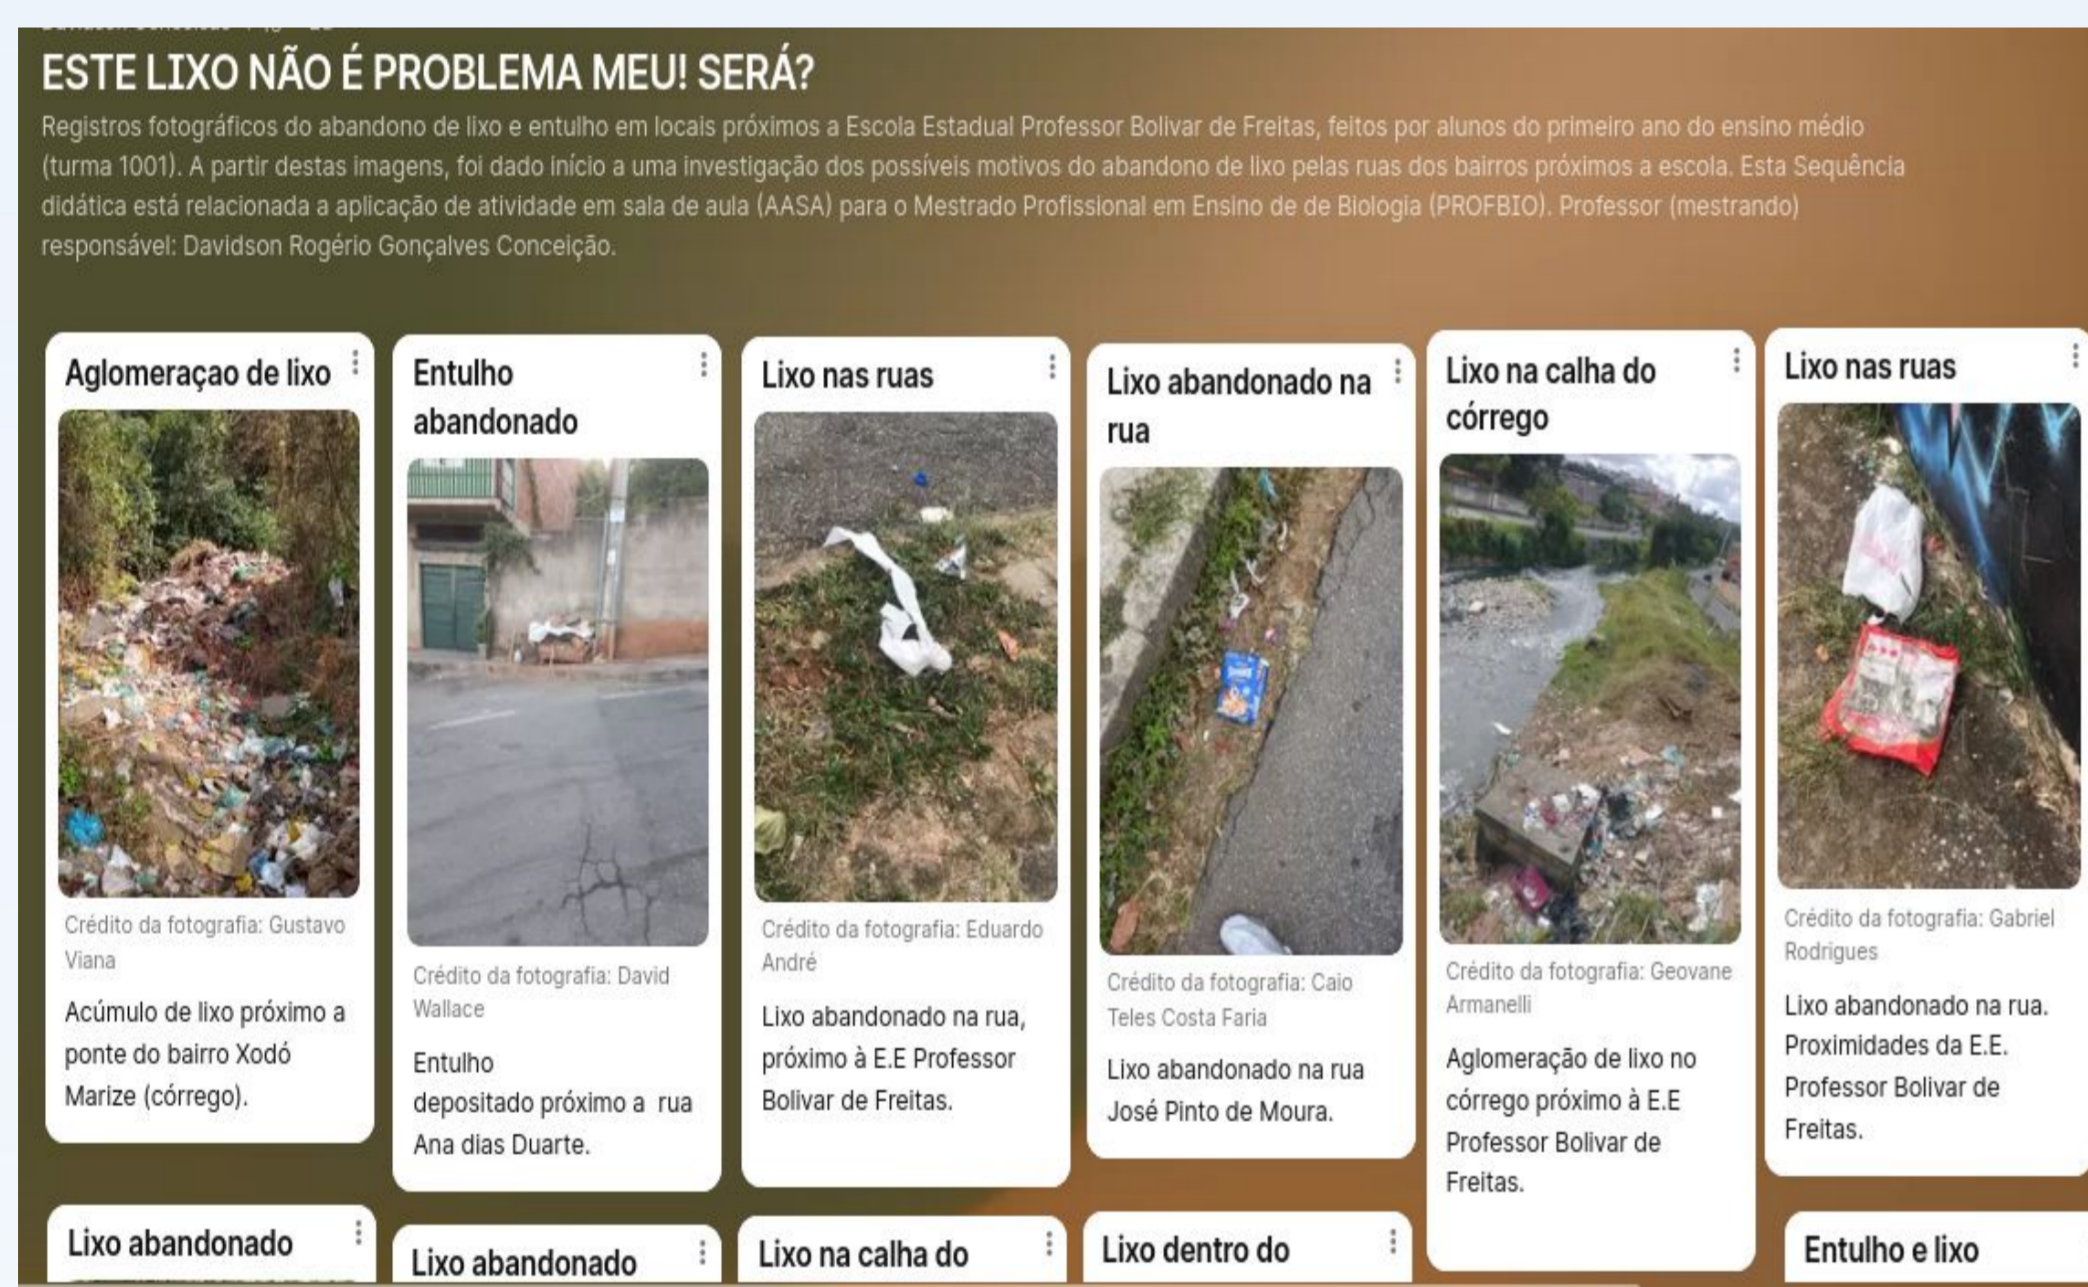 ESTE LIXO NÃO É PROBLEMA MEU! SERÁ?
Registros fotográficos do abandono de lixo e entulho em locais próximos a Escola Estadual Professor Bolivar de Freitas, feitos por alunos do primeiro ano do ensino médio
(turma 1001). A partir destas imagens, foi dado início a uma investigação dos possíveis motivos do abandono de lixo pelas ruas dos bairros próximos a escola. Esta Sequência
didática está relacionada a aplicação de atividade em sala de aula (AASA) para o Mestrado Profissional em Ensino de de Biologia (PROFBIO). Professor (mestrando)
responsável: Davidson Rogério Gonçalves Conceição.
Aglomeraçao de lixo
Crédito da fotografia: Gustavo
Viana
Acúmulo de lixo próximo a
ponte do bairro Xodó
Marize (córrego).
Entulho
abandonado
Crédito da fotografia: David
Wallace
Entulho
depositado próximo a rua
Ana dias Duarte.
Lixo nas ruas
Crédito da fotografia: Eduardo
André
Lixo abandonado na rua,
próximo à E.E Professor
Bolivar de Freitas.
Lixo abandonado na
rua
Crédito da fotografia: Caio
Teles Costa Faria
Lixo abandonado na rua
José Pinto de Moura.
Lixo na calha do
córrego
Crédito da fotografia: Geovane
Armanelli
Aglomeração de lixo no
córrego próximo à E.E
Professor Bolivar de
Freitas.
Lixo nas ruas
Crédito da fotografia: Gabriel
Rodrigues
Lixo abandonado na rua.
Proximidades da E.E.
Professor Bolivar de
Freitas.
Lixo abandonado
Lixo abandonado
Lixo na calha do
Lixo dentro do
Entulho e lixo